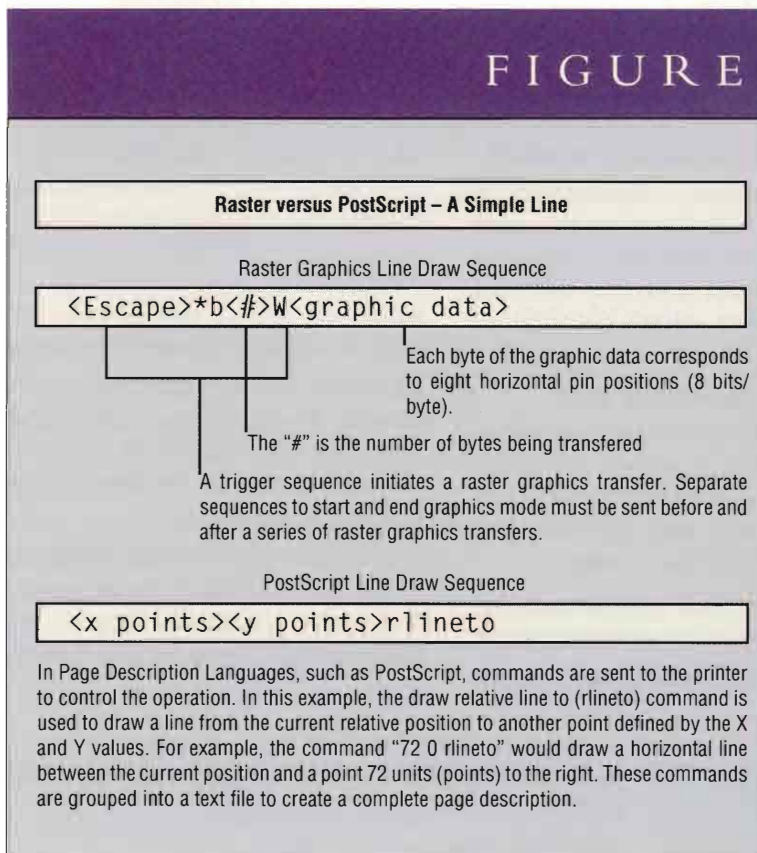 FIGURE
Raster versus PostScript – A Simple Line
Raster Graphics Line Draw Sequence
<Escape>*b<#>W<graphic data>
Each byte of the graphic data corresponds
to eight horizontal pin positions (8 bits/
byte).
The "#" is the number of bytes being transfered
A trigger sequence initiates a raster graphics transfer. Separate
sequences to start and end graphics mode must be sent before and
after a series of raster graphics transfers.
PostScript Line Draw Sequence
<x points><y points>rlineto
In Page Description Languages, such as PostScript, commands are sent to the printer
to control the operation. In this example, the draw relative line to (rlineto) command is
used to draw a line from the current relative position to another point defined by the X
and Y values. For example, the command "72 0 rlineto" would draw a horizontal line
between the current position and a point 72 units (points) to the right. These commands
are grouped into a text file to create a complete page description.